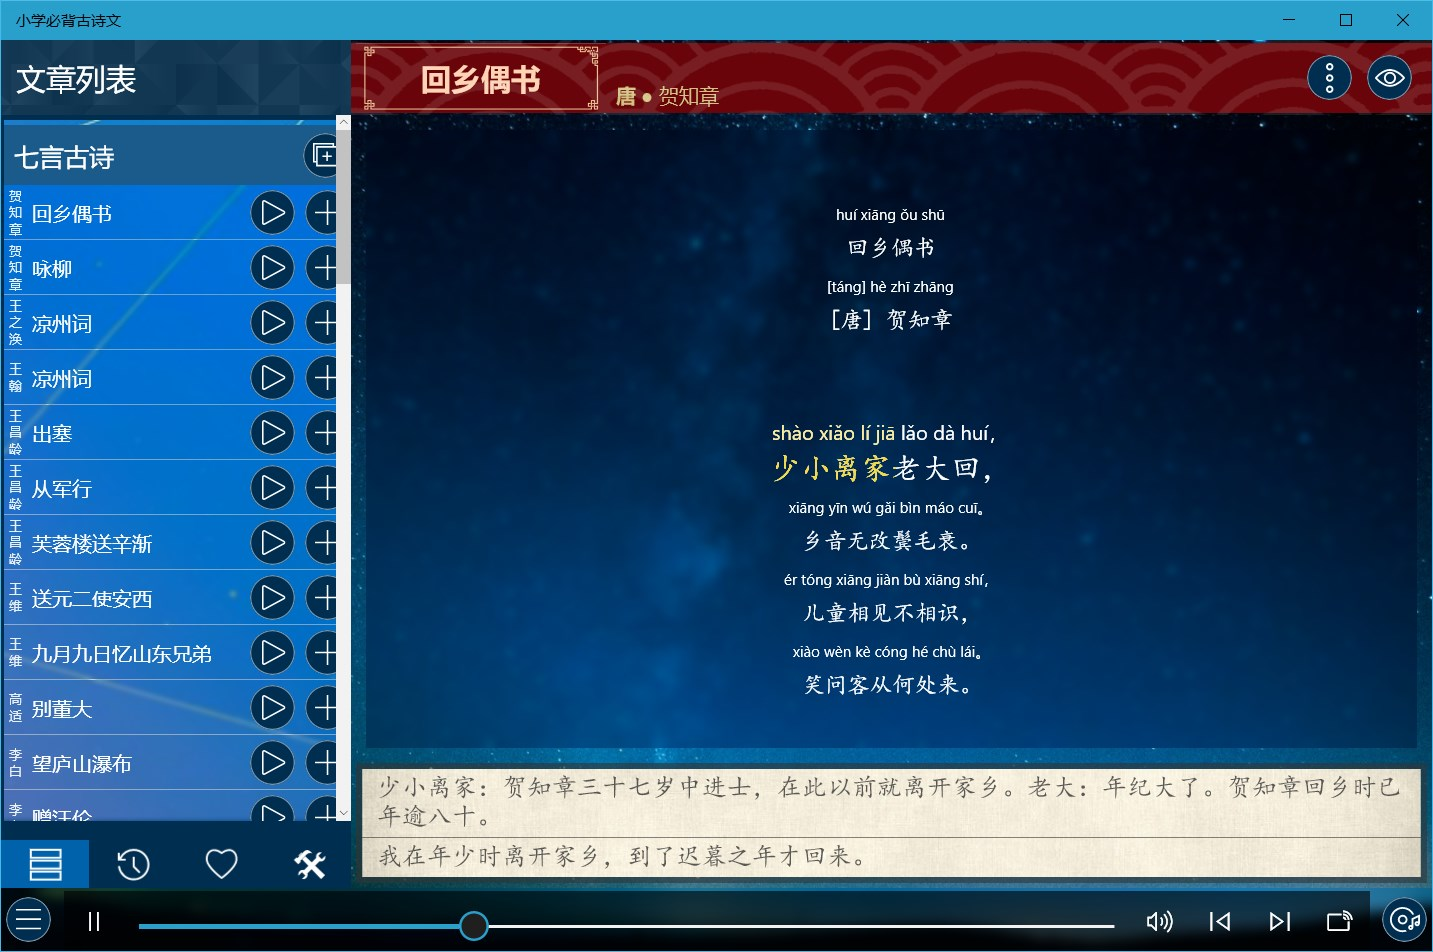 小学必背古诗文
文章列表
回乡偶书
唐 • 贺知章
七言古诗
贺知章
回乡偶书
贺知章
咏柳
王之涣
凉州词
王翰
凉州词
王昌龄
出塞
王昌龄
从军行
王昌龄
芙蓉楼送辛渐
王维
送元二使安西
王维
九月九日忆山东兄弟
高适
别董大
李白
望庐山瀑布
李
赠汪伦
huí xiāng ǒu shū
回乡偶书
[táng] hè zhī zhāng
［唐］贺知章
shào xiǎo lí jiā lǎo dà huí，
少小离家老大回，
xiāng yīn wú gǎi bìn máo cuī。
乡音无改鬓毛衰。
ér tóng xiāng jiàn bù xiāng shí，
儿童相见不相识，
xiào wèn kè cóng hé chù lái。
笑问客从何处来。
少小离家：贺知章三十七岁中进士，在此以前就离开家乡。老大：年纪大了。贺知章回乡时已
年逾八十。
我在年少时离开家乡，到了迟暮之年才回来。